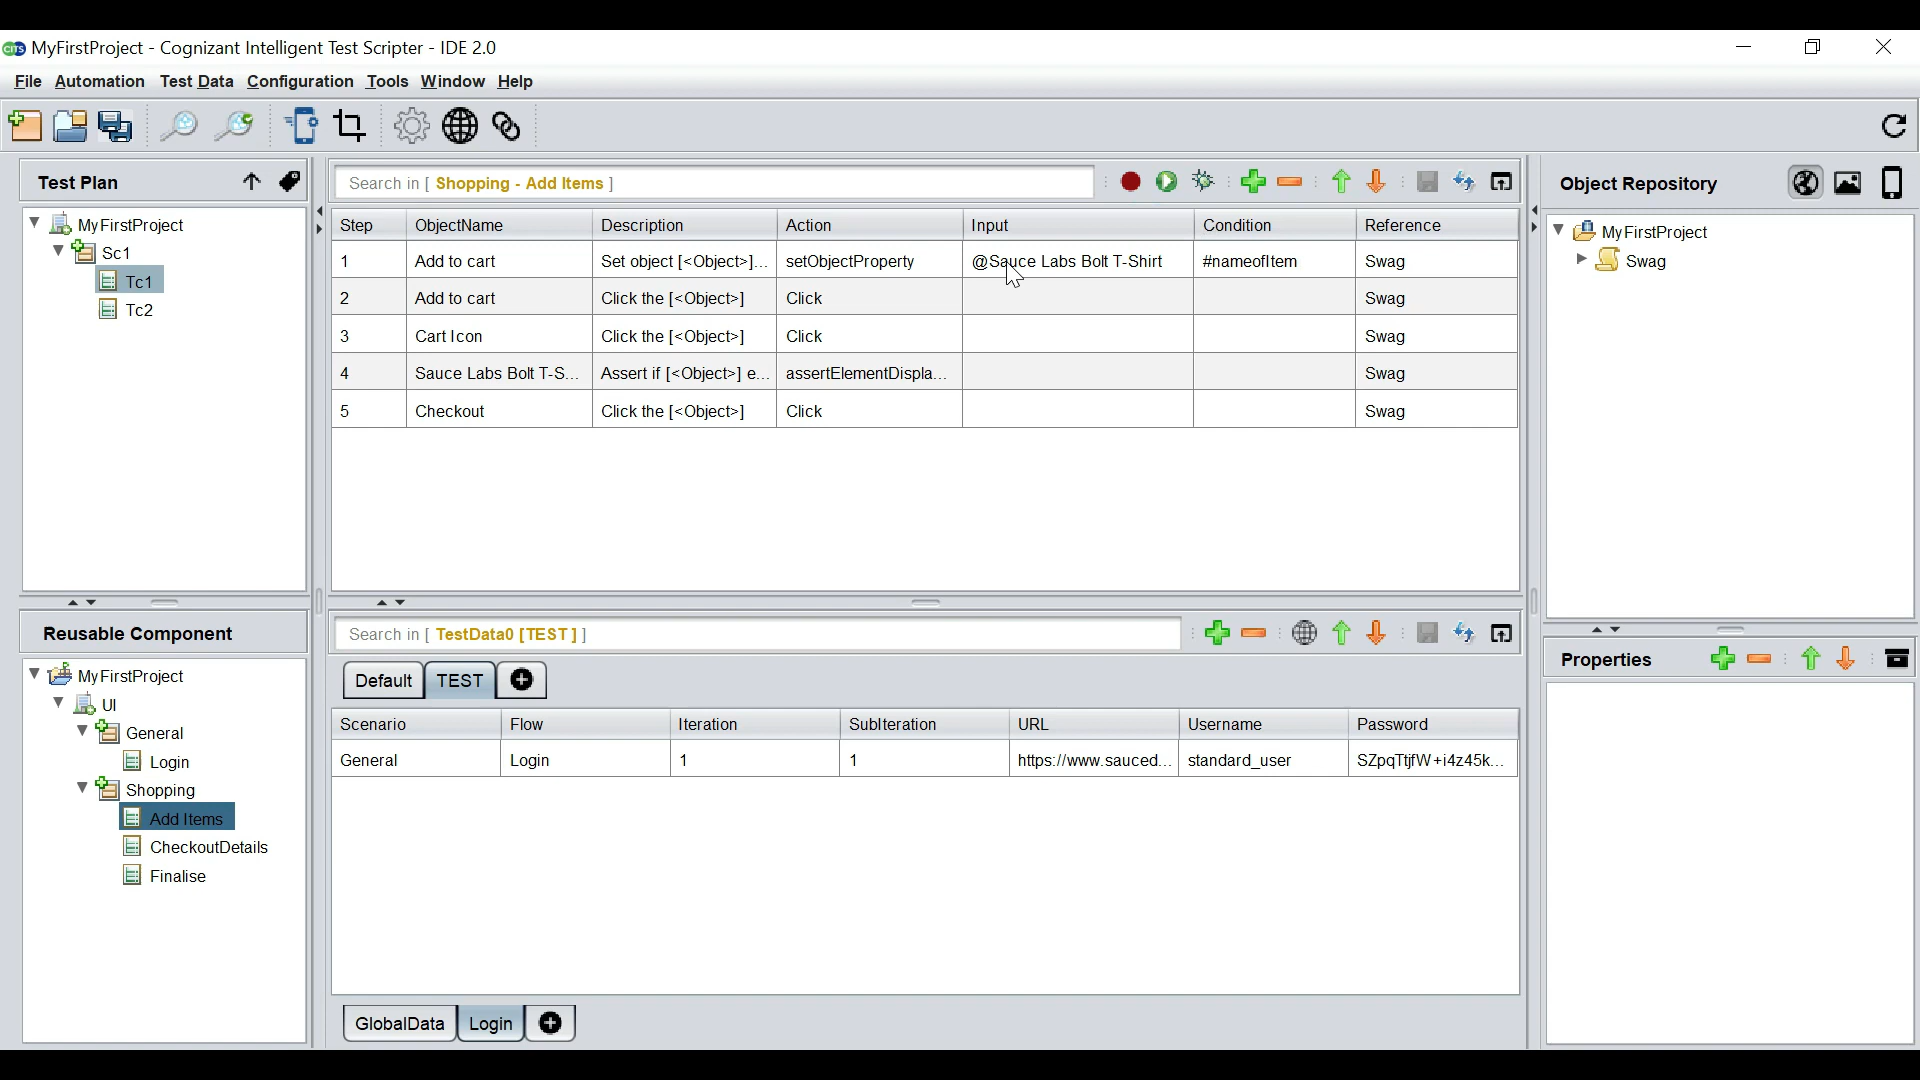 CITS MyFirstProject - Cognizant Intelligent Test Scripter - IDE 2.0
File Automation Test Data Configuration Tools Window Help
Test Plan
MyFirstProject
Sc1
Tc1
Tc2
Search in [ Shopping - Add Items ]
Step ObjectName Description Action Input Condition Reference
1 Add to cart Set object [<Object>]... setObjectProperty @Sauce Labs Bolt T-Shirt #nameofItem Swag
2 Add to cart Click the [<Object>] Click Swag
3 Cart Icon Click the [<Object>] Click Swag
4 Sauce Labs Bolt T-S... Assert if [<Object>] e... assertElementDispla... Swag
5 Checkout Click the [<Object>] Click Swag
Object Repository
MyFirstProject
Swag
Reusable Component
MyFirstProject
UI
General
Login
Shopping
Add Items
CheckoutDetails
Finalise
Search in [ TestData0 [TEST] ]
Default TEST
Scenario Flow Iteration SubIteration URL Username Password
General Login 1 1 https://www.sauced... standard_user SZpqTtjfW+i4z45k...
GlobalData Login
Properties